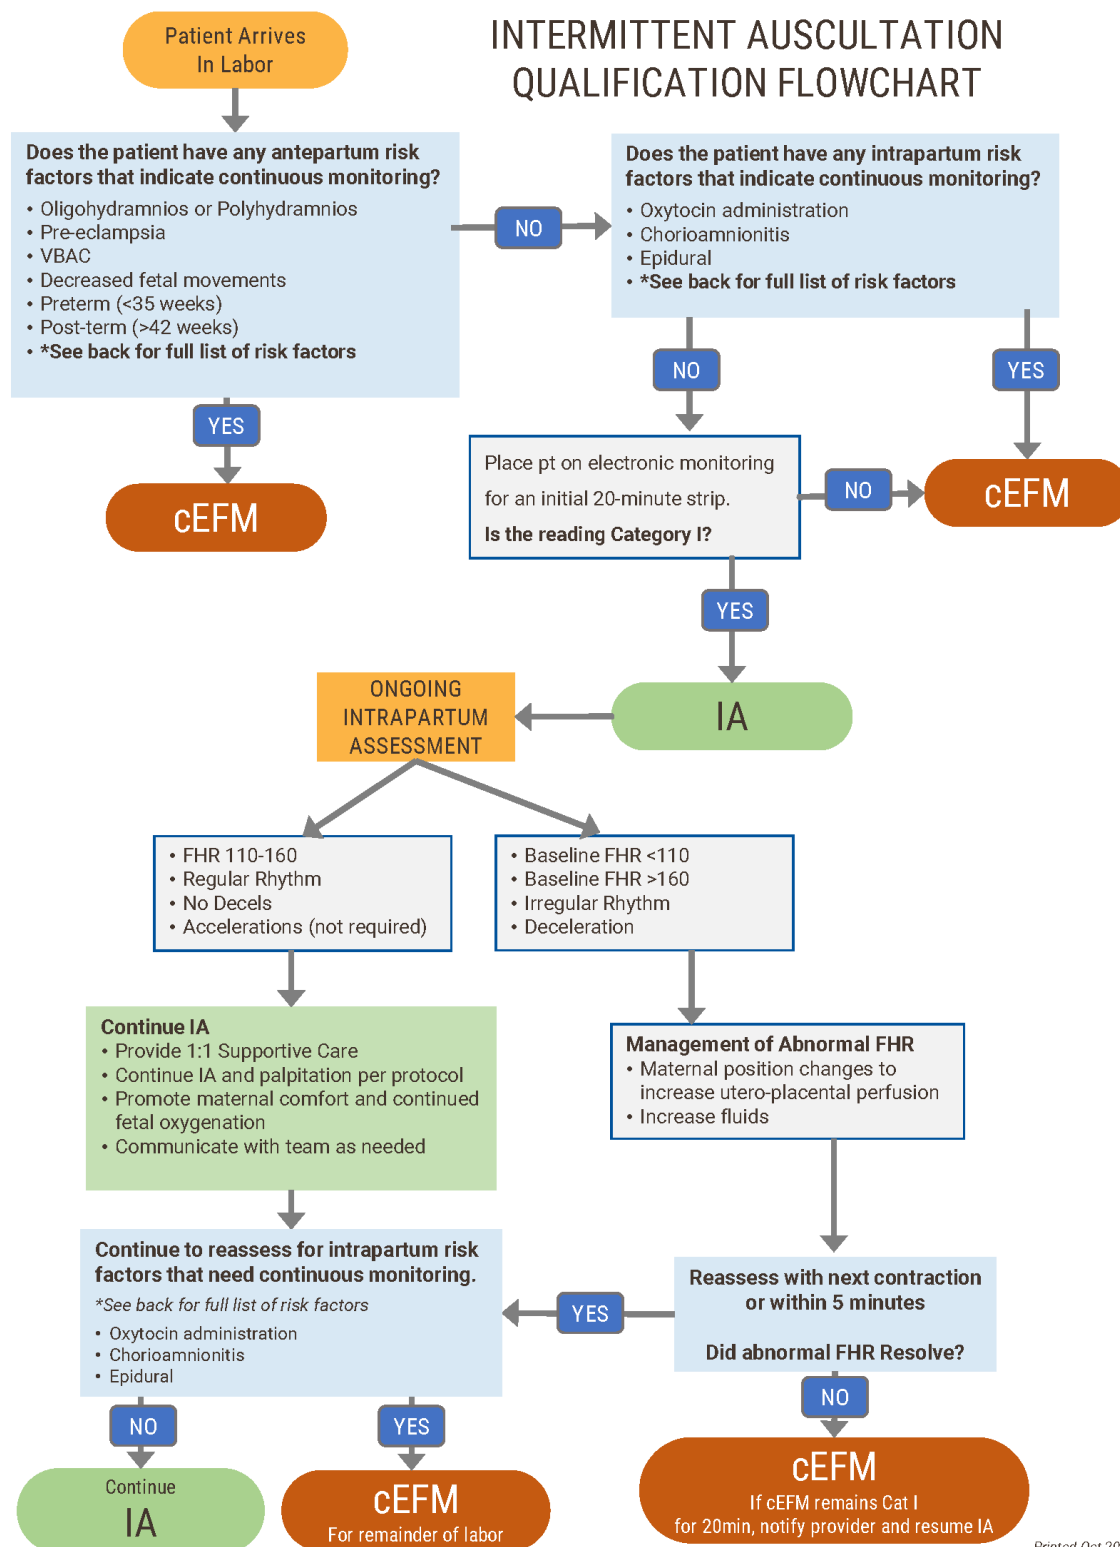 INTERMITTENT AUSCULTATION
QUALIFICATION FLOWCHART
Patient Arrives
In Labor
Does the patient have any antepartum risk
factors that indicate continuous monitoring?
• Oligohydramnios or Polyhydramnios
• Pre-eclampsia
• VBAC
• Decreased fetal movements
• Preterm (<35 weeks)
• Post-term (>42 weeks)
• *See back for full list of risk factors
NO
Does the patient have any intrapartum risk
factors that indicate continuous monitoring?
• Oxytocin administration
• Chorioamnionitis
• Epidural
• *See back for full list of risk factors
YES
cEFM
NO
YES
Place pt on electronic monitoring
for an initial 20-minute strip.
Is the reading Category I?
NO
cEFM
YES
IA
ONGOING
INTRAPARTUM
ASSESSMENT
• FHR 110-160
• Regular Rhythm
• No Decels
• Accelerations (not required)
• Baseline FHR <110
• Baseline FHR >160
• Irregular Rhythm
• Deceleration
Continue IA
• Provide 1:1 Supportive Care
• Continue IA and palpitation per protocol
• Promote maternal comfort and continued
fetal oxygenation
• Communicate with team as needed
Management of Abnormal FHR
• Maternal position changes to
increase utero-placental perfusion
• Increase fluids
Continue to reassess for intrapartum risk
factors that need continuous monitoring.
*See back for full list of risk factors
• Oxytocin administration
• Chorioamnionitis
• Epidural
YES
Reassess with next contraction
or within 5 minutes
Did abnormal FHR Resolve?
NO
YES
NO
Continue
IA
cEFM
For remainder of labor
cEFM
If cEFM remains Cat I
for 20min, notify provider and resume IA
Printed Oct 20